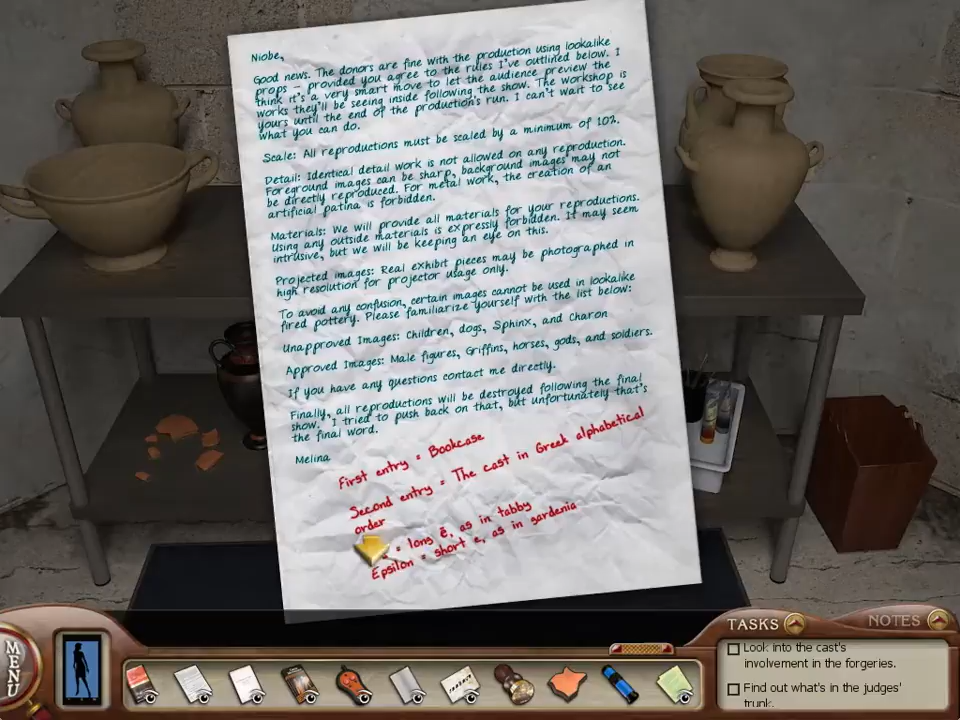 Niobe,
Good news. The donors are fine with the production using lookalike
props - provided you agree to the rules I've outlined below. I
think it's a very smart move to let the audience preview the
works they'll be seeing inside following the show. The workshop is
yours until the end of the production's run. I can't wait to see
what you can do.
Scale: All reproductions must be scaled by a minimum of 10%.
Detail: Identical detail work is not allowed on any reproduction.
Foreground images can be sharp, background images may not
be directly reproduced. For metal work, the creation of an
artificial patina is forbidden.
Materials: We will provide all materials for your reproductions.
Using any outside materials is expressly forbidden. It may seem
intrusive, but we will be keeping an eye on this.
Projected images: Real exhibit pieces may be photographed in
high resolution for projector usage only.
To avoid any confusion, certain images cannot be used in lookalike
fired pottery. Please familiarize yourself with the list below:
Unapproved Images: Children, dogs, Sphinx, and Charon
Approved Images: Male figures, Griffins, horses, gods, and soldiers.
If you have any questions contact me directly.
Finally, all reproductions will be destroyed following the final
show. I tried to push back on that, but unfortunately that's
the final word.
Melina
First entry = Bookcase
Second entry = The cast in Greek alphabetical
order
= long ē, as in tabby
Epsilon = short e, as in gardenia
MENU
TASKS
NOTES
Look into the cast's
involvement in the forgeries.
Find out what's in the judges'
trunk.